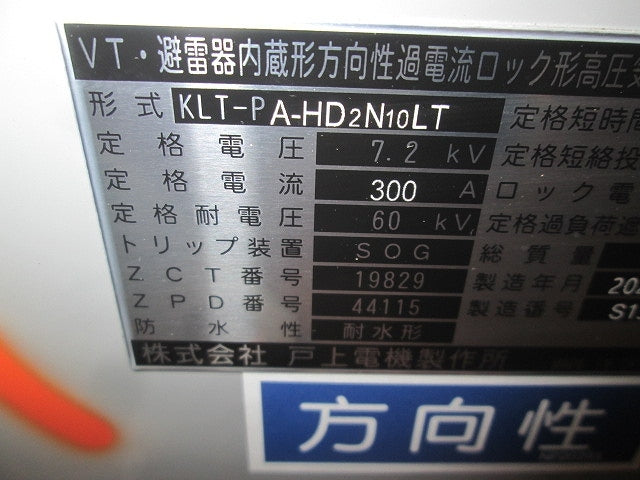 VT・避雷器内蔵形方向性過電流ロック形高圧
形式 KLT-PA-HD2N10LT 定格短時間
定格電圧 7.2 kV 定格短絡投
定格電流 300 A ロック電
定格耐電圧 60 kV 定格過負荷
トリップ装置 SOG 総質量
ZCT番号 19829 製造年月 202
ZPD番号 44115 製造番号 S1
防水性 耐水形
株式会社 戸上電機製作所
方向性